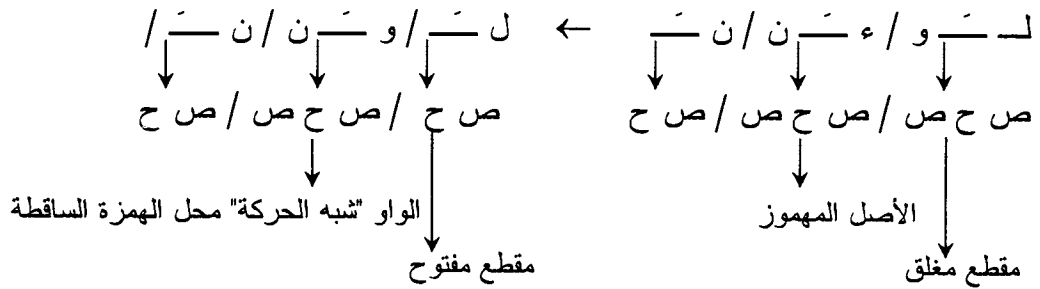 لـ ـَـ و / ء ـَـ ن / ن ـَـ ← ل ـَـ / و ـَـ ن / ن ـَـ /
ص ح ص / ص ح ص / ص ح ص ح / ص ح ص / ص ح
الأصل المهموز الواو "شبه الحركة" محل الهمزة الساقطة
مقطع مغلق مقطع مفتوح